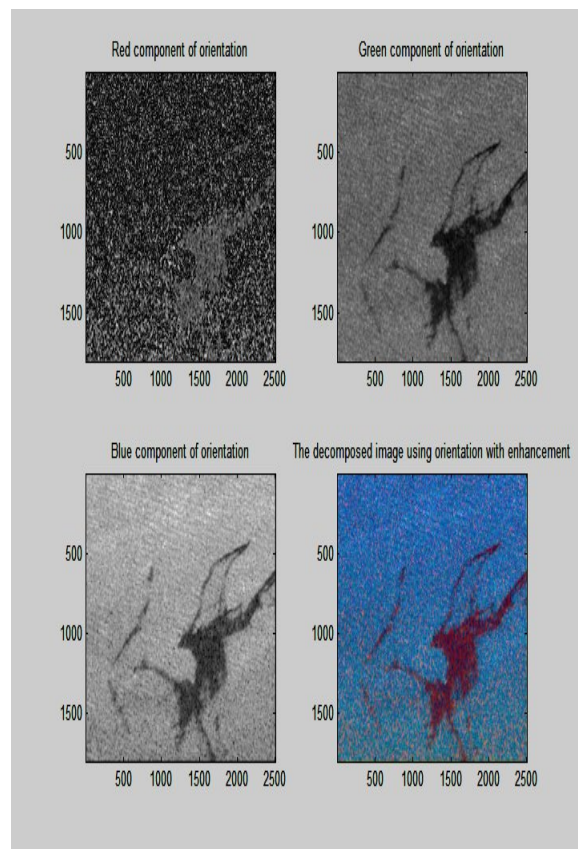 Red component of orientation
Green component of orientation
500
1000
1500
500 1000 1500 2000 2500
500
1000
1500
500 1000 1500 2000 2500
Blue component of orientation
The decomposed image using orientation with enhancement
500
1000
1500
500 1000 1500 2000 2500
500
1000
1500
500 1000 1500 2000 2500